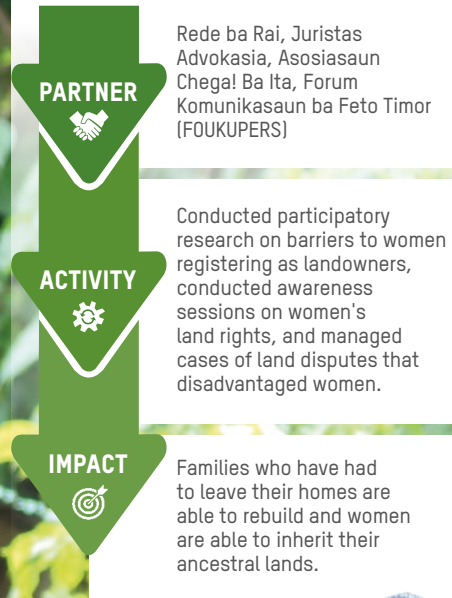 PARTNER
Rede ba Rai, Juristas
Advokasia, Asosiasaun
Chega! Ba Ita, Forum
Komunikasaun ba Feto Timor
(FOUKUPERS)
ACTIVITY
Conducted participatory
research on barriers to women
registering as landowners,
conducted awareness
sessions on women's
land rights, and managed
cases of land disputes that
disadvantaged women.
IMPACT
Families who have had
to leave their homes are
able to rebuild and women
are able to inherit their
ancestral lands.